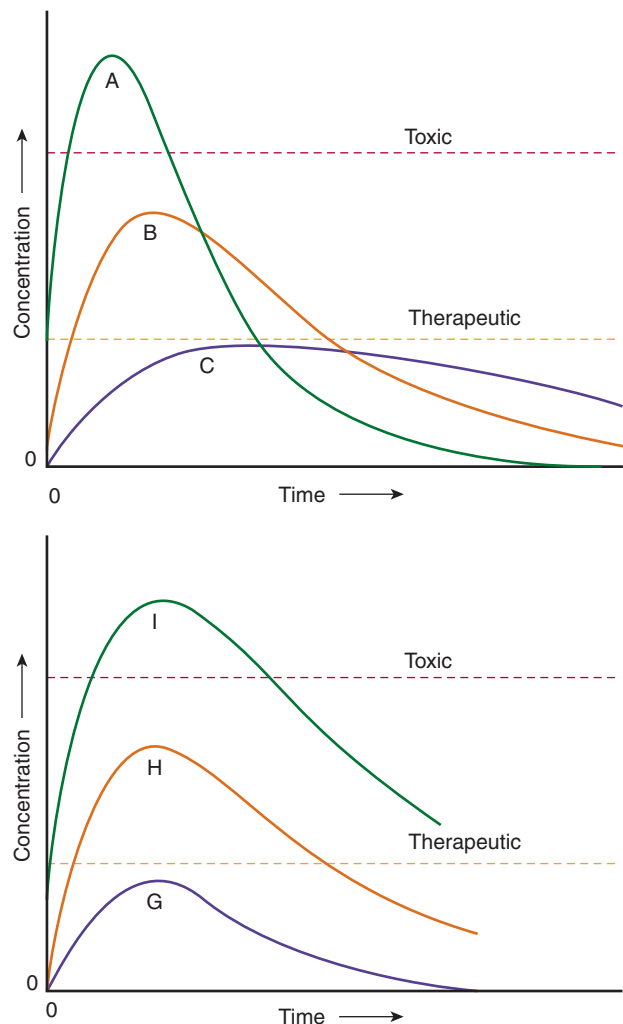 A
Toxic
B
Concentration
Therapeutic
C
0
0
Time
I
Toxic
H
Concentration
Therapeutic
G
0
0
Time